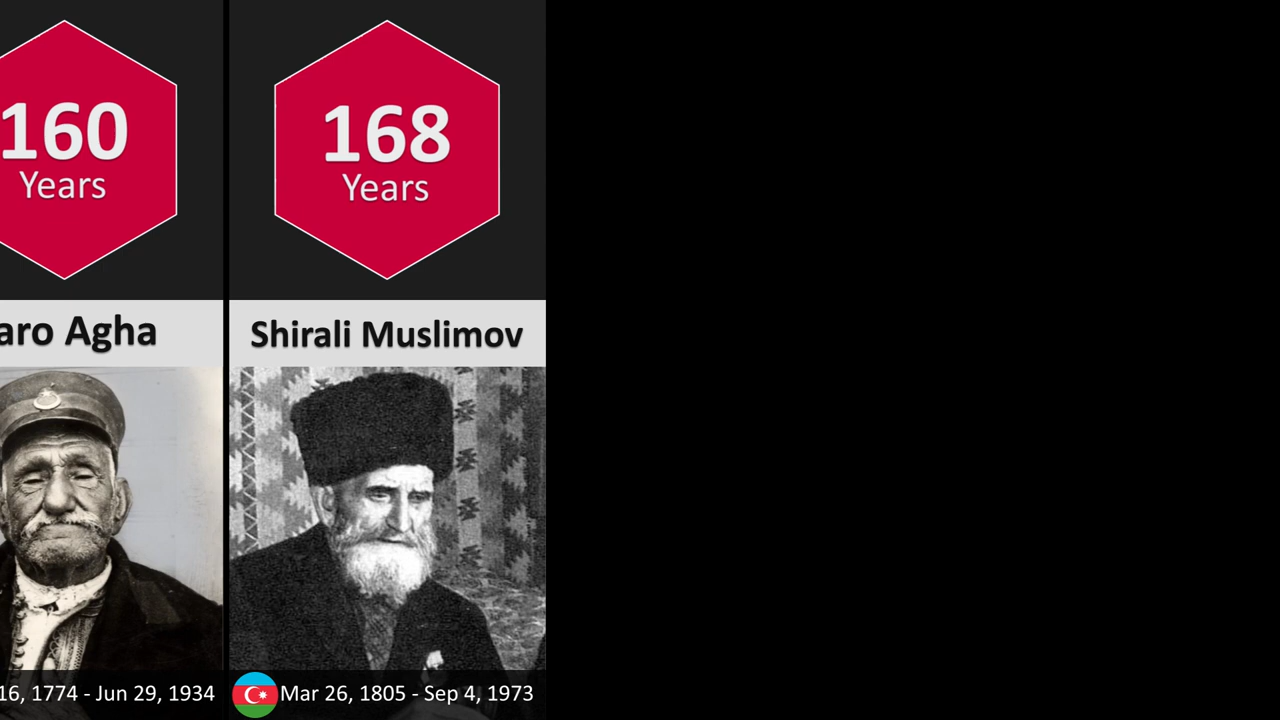 160
Years
168
Years
aro Agha
Shirali Muslimov
16, 1774 - Jun 29, 1934
Mar 26, 1805 - Sep 4, 1973